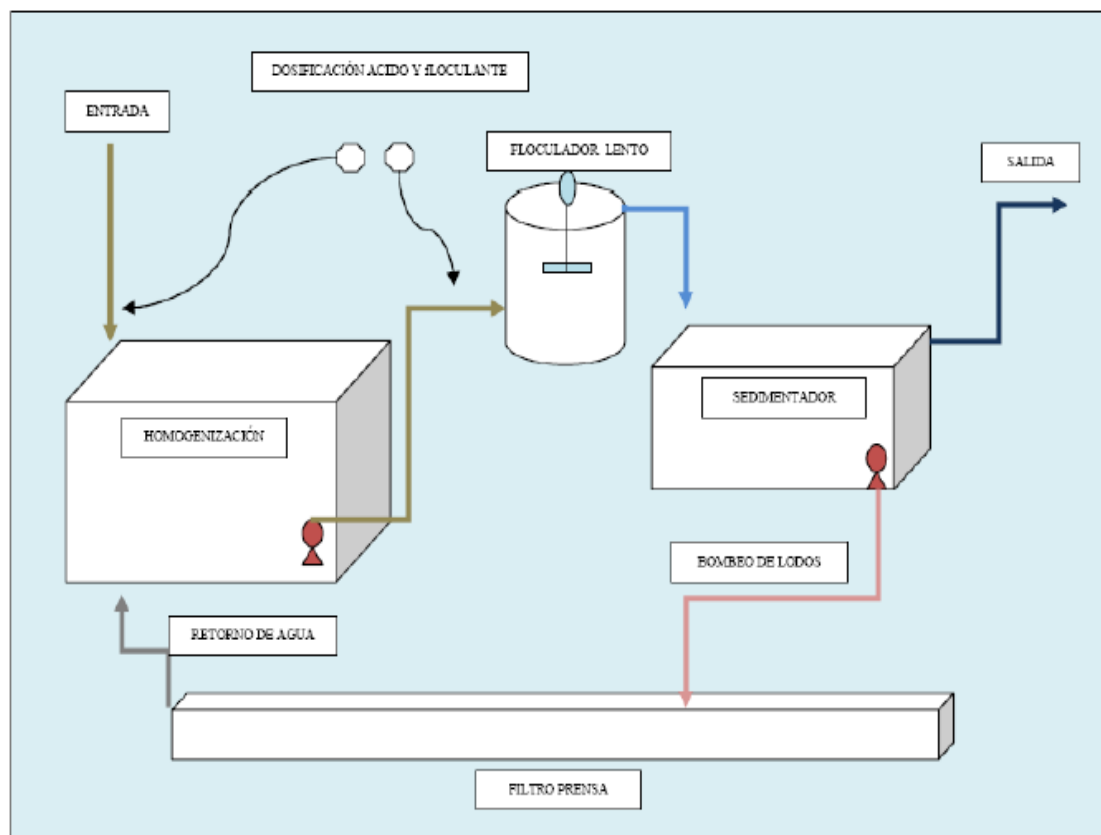 DOSIFICACIÓN ACIDO Y fLOCULANTE
ENTRADA
FLOCULADOR LENTO
SALIDA
SEDIMENTADOR
HOMOGENIZACIÓN
BOMBEO DE LODOS
RETORNO DE AGUA
FILTRO PRENSA